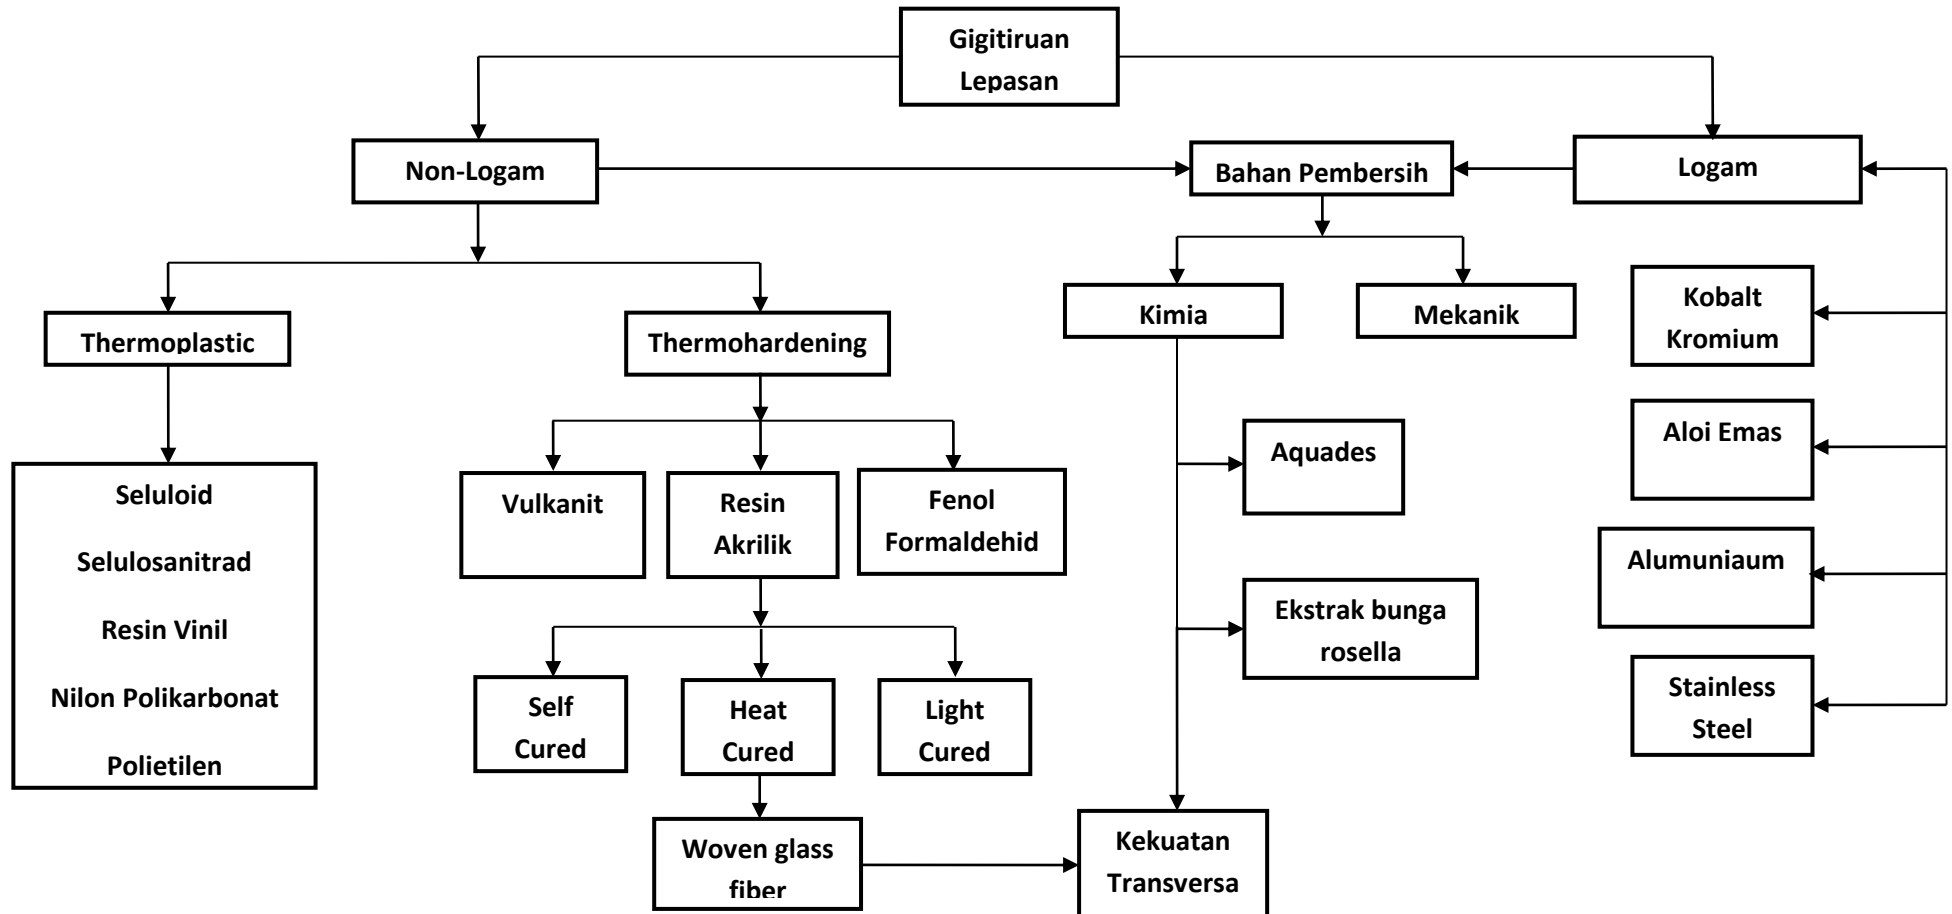 Gigitiruan
Lepasan
Non-Logam
Bahan Pembersih
Logam
Kimia
Mekanik
Kobalt
Kromium
Thermoplastic
Thermohardening
Aloi Emas
Aquades
Seluloid
Selulosanitrad
Resin Vinil
Nilon Polikarbonat
Polietilen
Vulkanit
Resin
Akrilik
Fenol
Formaldehid
Alumuniaum
Ekstrak bunga
rosella
Self
Cured
Heat
Cured
Light
Cured
Stainless
Steel
Woven glass
fiber
Kekuatan
Transversa